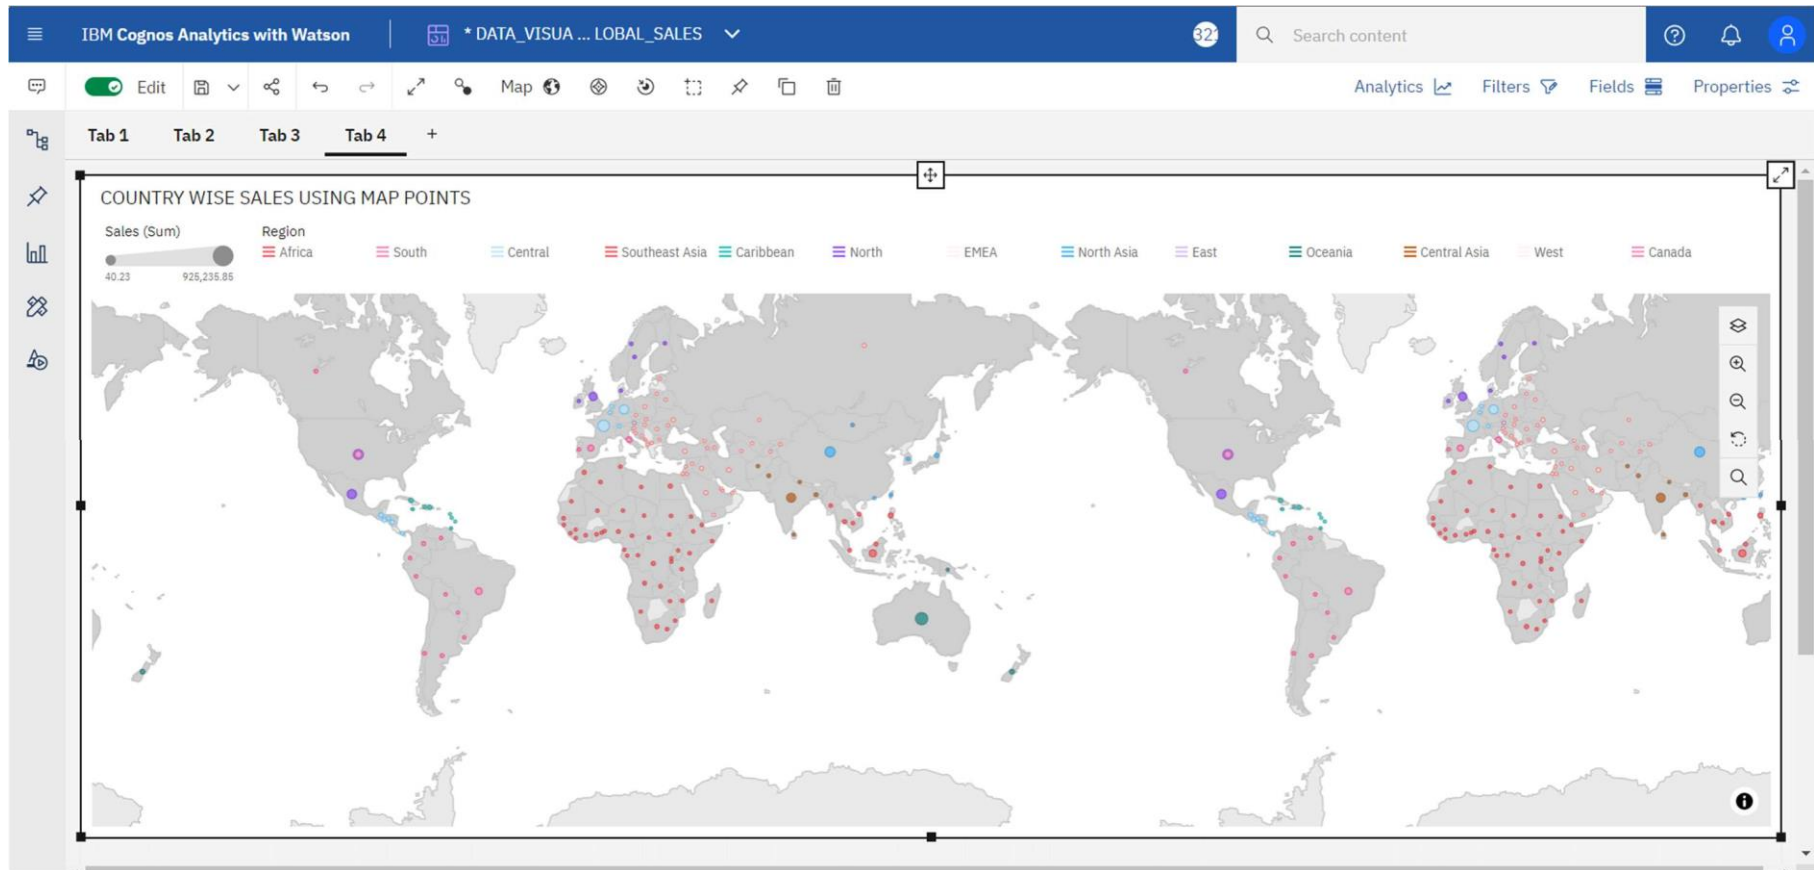 IBM Cognos Analytics with Watson
* DATA_VISUA ... LOBAL_SALES
Search content
Edit
Map
Analytics
Filters
Fields
Properties
Tab 1
Tab 2
Tab 3
Tab 4
+
COUNTRY WISE SALES USING MAP POINTS
Sales (Sum)
40.23
925,235.85
Region
Africa
South
Central
Southeast Asia
Caribbean
North
EMEA
North Asia
East
Oceania
Central Asia
West
Canada